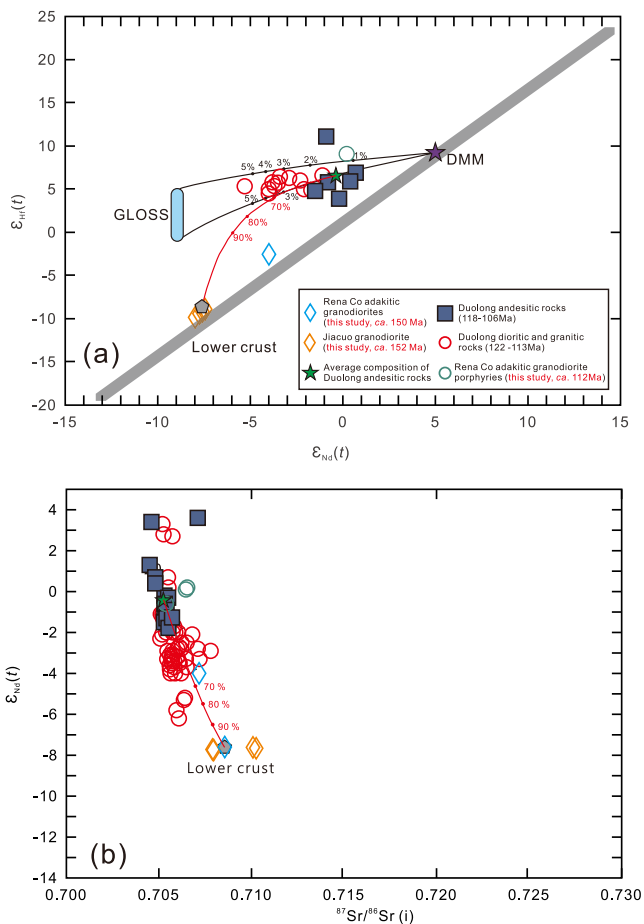 25
20
15
10
5
0
-5
-10
-15
-20
εHf(t)
5% 4% 3% 2% 1%
DMM
GLOSS
5% 3% 70%
80%
90%
Lower crust
(a)
Rena Co adakitic granodiorites (this study, ca. 150 Ma)
Duolong andesitic rocks (118-106Ma)
Jiacuo granodiorite (this study, ca. 152 Ma)
Duolong dioritic and granitic rocks (122 -113Ma)
Average composition of Duolong andesitic rocks
Rena Co adakitic granodiorite porphyries (this study, ca. 112Ma)
-15 -10 -5 0 5 10 15
εNd(t)
4
2
0
-2
-4
-6
-8
-10
-12
-14
εNd(t)
70 %
80 %
90 %
Lower crust
(b)
0.700 0.705 0.710 0.715 0.720 0.725 0.730
87Sr/86Sr (i)